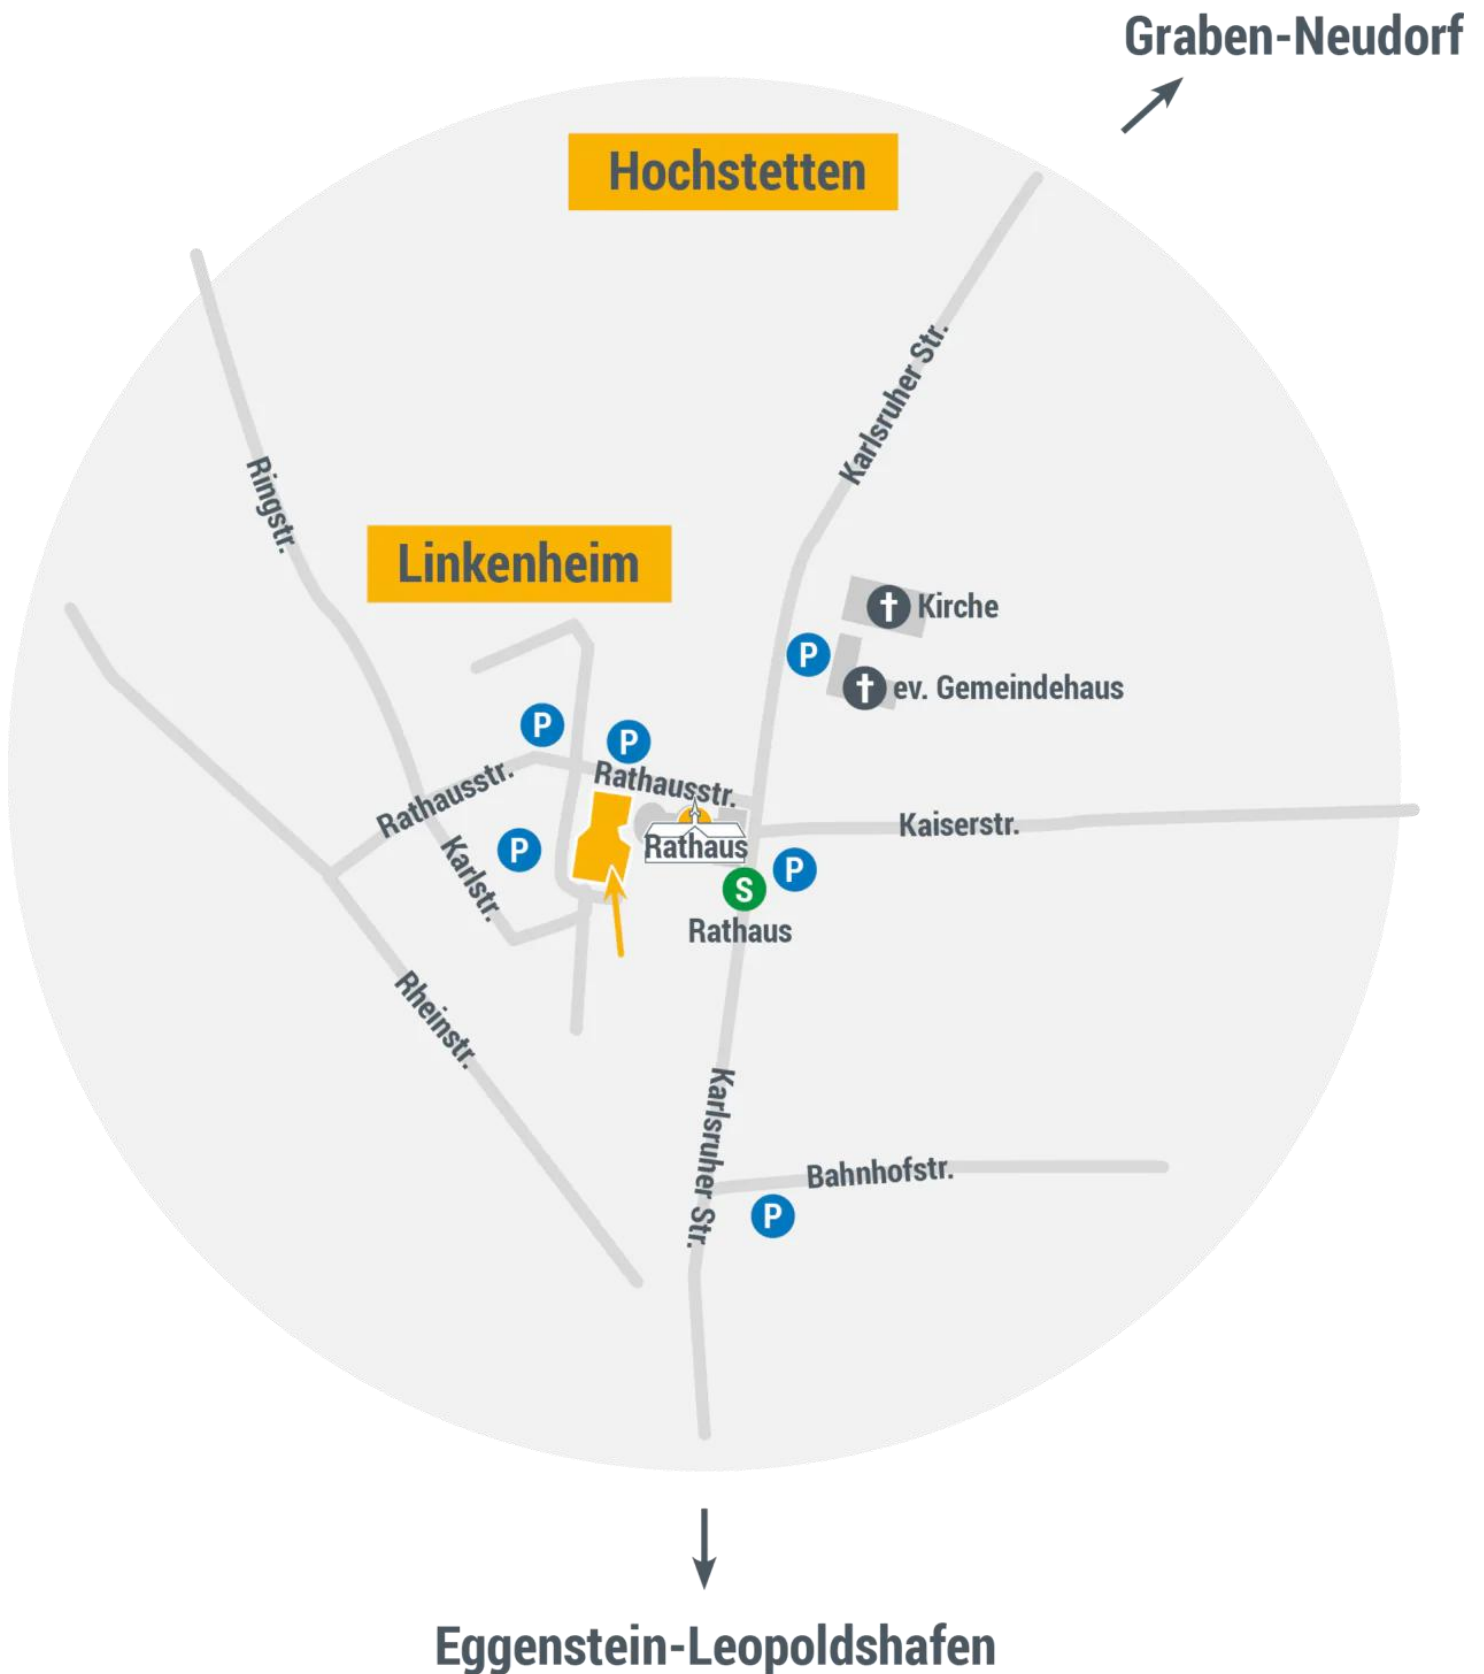 Graben-Neudorf
Hochstetten
Karlsruher Str.
Ringstr.
Linkenheim
Kirche
P
ev. Gemeindehaus
P
P
Rathausstr.
Rathausstr.
Kaiserstr.
Rathaus
P
Karlstr.
P
S
Rathaus
Rheinstr.
Karlsruher Str.
Bahnhofstr.
P
Eggenstein-Leopoldshafen